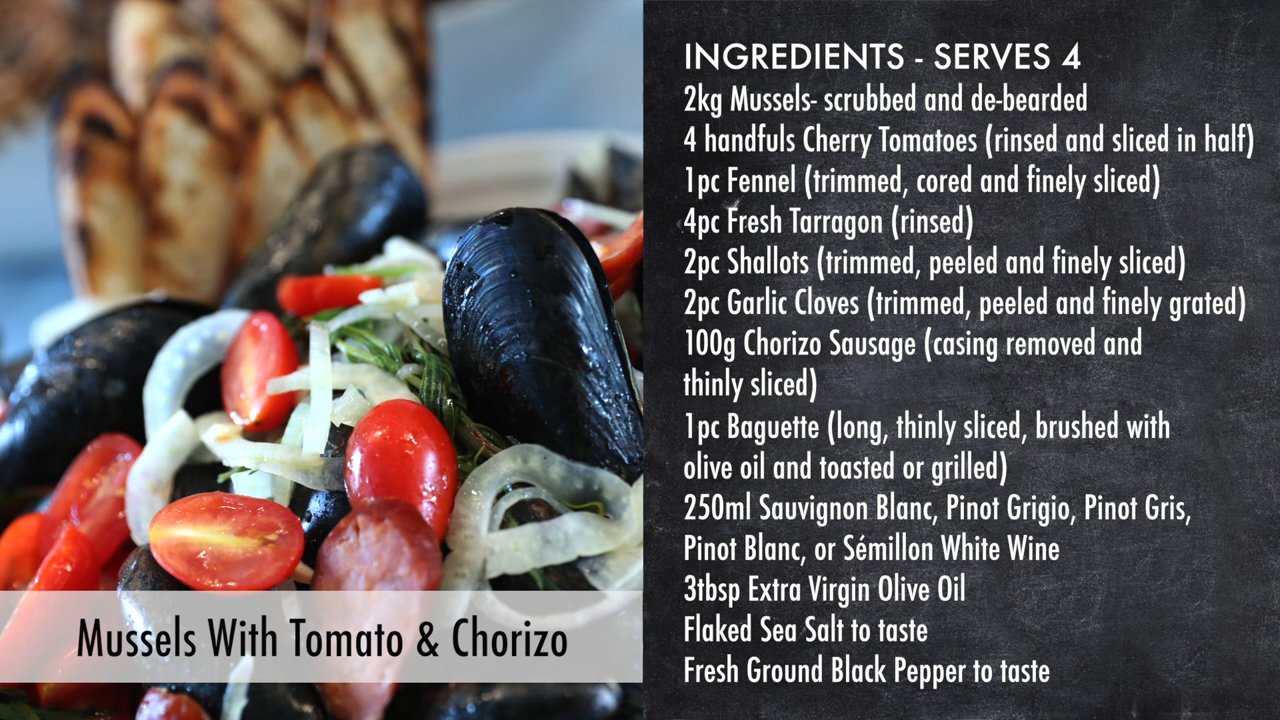 INGREDIENTS - SERVES 4
2kg Mussels- scrubbed and de-bearded
4 handfuls Cherry Tomatoes (rinsed and sliced in half)
1pc Fennel (trimmed, cored and finely sliced)
4pc Fresh Tarragon (rinsed)
2pc Shallots (trimmed, peeled and finely sliced)
2pc Garlic Cloves (trimmed, peeled and finely grated)
100g Chorizo Sausage (casing removed and
thinly sliced)
1pc Baguette (long, thinly sliced, brushed with
olive oil and toasted or grilled)
250ml Sauvignon Blanc, Pinot Grigio, Pinot Gris,
Pinot Blanc, or Sémillon White Wine
3tbsp Extra Virgin Olive Oil
Flaked Sea Salt to taste
Fresh Ground Black Pepper to taste
Mussels With Tomato & Chorizo